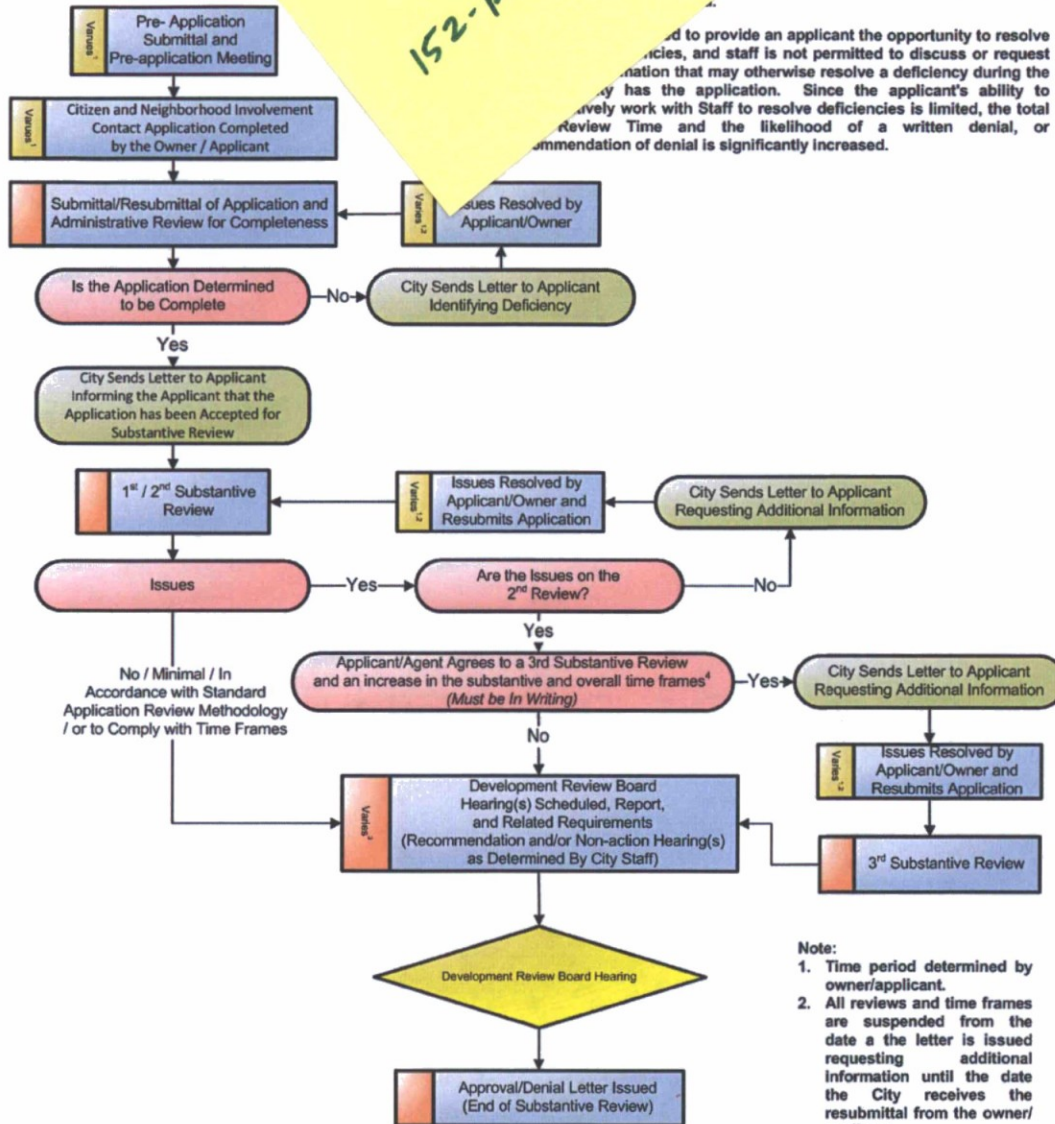 152-
d to provide an applicant the opportunity to resolve
ncies, and staff is not permitted to discuss or request
mation that may otherwise resolve a deficiency during the
has the application. Since the applicant's ability to
work with Staff to resolve deficiencies is limited, the total
Review Time and the likelihood of a written denial, or
ommendation of denial is significantly increased.
Varues¹
Pre- Application
Submittal and
Pre-application Meeting
Varues¹
Citizen and Neighborhood Involvement
Contact Application Completed
by the Owner / Applicant
Submittal/Resubmittal of Application and
Administrative Review for Completeness
Varies¹,²
Issues Resolved by
Applicant/Owner
Is the Application Determined
to be Complete
No
City Sends Letter to Applicant
Identifying Deficiency
Yes
City Sends Letter to Applicant
Informing the Applicant that the
Application has been Accepted for
Substantive Review
1st / 2nd Substantive
Review
Varies¹,²
Issues Resolved by
Applicant/Owner and
Resubmits Application
City Sends Letter to Applicant
Requesting Additional Information
Issues
Yes
Are the Issues on the
2nd Review?
No
Yes
No / Minimal / In
Accordance with Standard
Application Review Methodology
/ or to Comply with Time Frames
Applicant/Agent Agrees to a 3rd Substantive Review
and an increase in the substantive and overall time frames⁴
(Must be In Writing)
Yes
City Sends Letter to Applicant
Requesting Additional Information
No
Varies¹,²
Issues Resolved by
Applicant/Owner and
Resubmits Application
Varies³
Development Review Board
Hearing(s) Scheduled, Report,
and Related Requirements
(Recommendation and/or Non-action Hearing(s)
as Determined By City Staff)
3rd Substantive Review
Development Review Board Hearing
Approval/Denial Letter Issued
(End of Substantive Review)
Note:
1. Time period determined by
owner/applicant.
2. All reviews and time frames
are suspended from the
date a the letter is issued
requesting additional
information until the date
the City receives the
resubmittal from the owner/